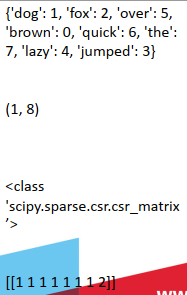 {'dog': 1, 'fox': 2, 'over': 5,
'brown': 0, 'quick': 6, 'the':
7, 'lazy': 4, 'jumped': 3}
(1, 8)
<class
'scipy.sparse.csr.csr_matrix
'>
[[1 1 1 1 1 1 1 2]]